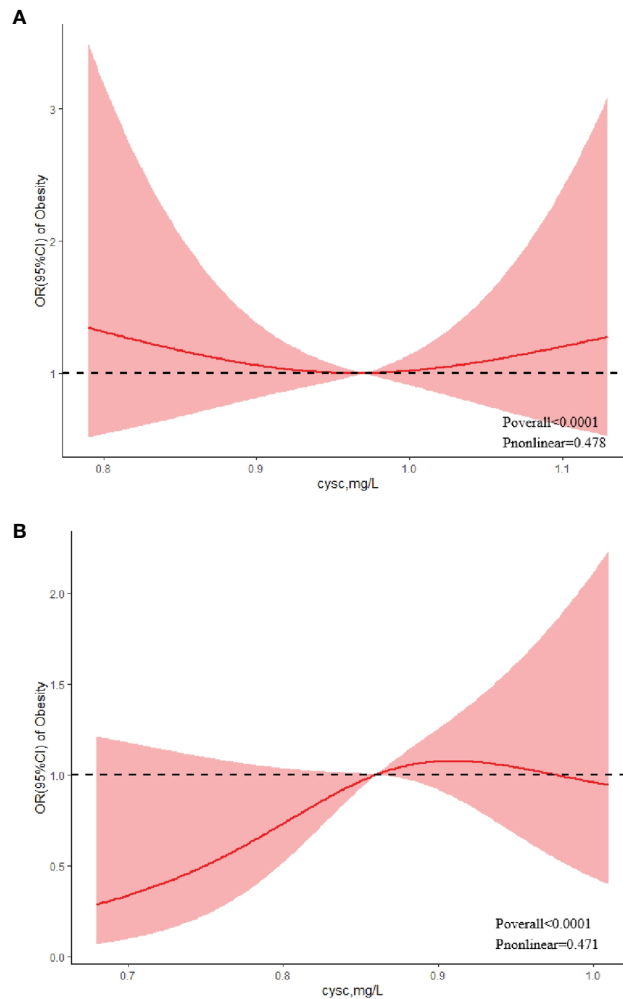 A
OR(95%CI) of Obesity
3
2
1
Poverall<0.0001
Pnonlinear=0.478
0.8 0.9 1.0 1.1
cysc,mg/L
B
OR(95%CI) of Obesity
2.0
1.5
1.0
0.5
0.0
Poverall<0.0001
Pnonlinear=0.471
0.7 0.8 0.9 1.0
cysc,mg/L